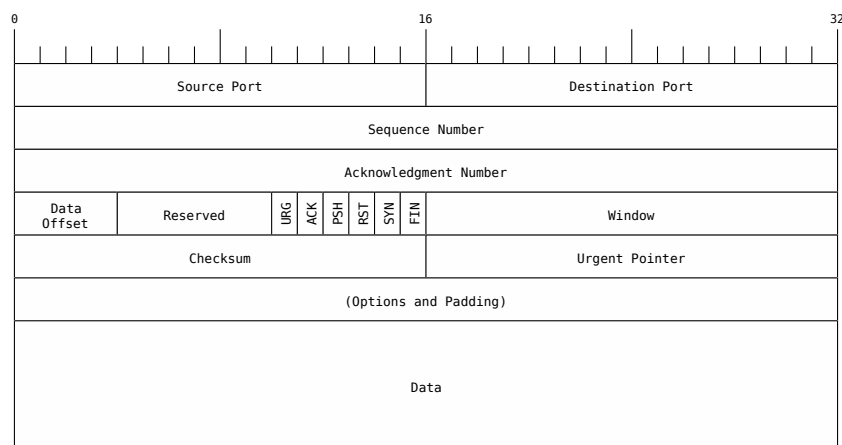 0 16 32
Source Port Destination Port
Sequence Number
Acknowledgment Number
Data
Offset
Reserved
URG
ACK
PSH
RST
SYN
FIN
Window
Checksum Urgent Pointer
(Options and Padding)
Data